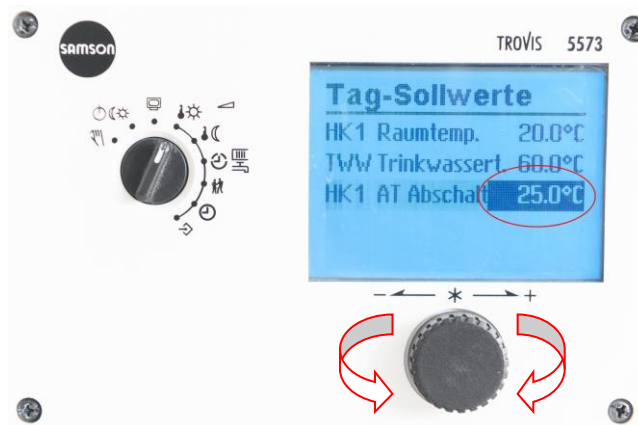 SAMSON
TROVIS 5573
Tag-Sollwerte
HK1 Raumtemp. 20.0°C
TWW Trinkwassert. 60.0°C
HK1 AT Abschalt 25.0°C
- * +